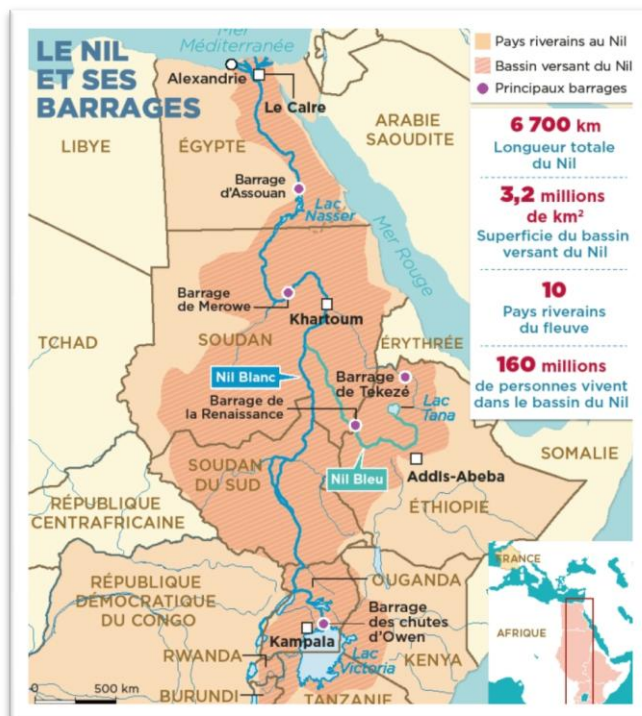 LE NIL
ET SES
BARRAGES
Mer
Méditerranée
Alexandrie
Le Caire
LIBYE
ÉGYPTE
ARABIE
SAOUDITE
Barrage
d'Assouan
Lac
Nasser
Mer Rouge
Barrage
de Merowe
Khartoum
TCHAD
SOUDAN
ÉRYTHRÉE
Nil Blanc
Barrage
de Tekezé
Barrage de
la Renaissance
Lac
Tana
Nil Bleu
SOUDAN
DU SUD
Addis-Abeba
SOMALIE
RÉPUBLIQUE
CENTRAFRICAINE
ÉTHIOPIE
RÉPUBLIQUE
DÉMOCRATIQUE
DU CONGO
OUGANDA
Barrage
des chutes
d'Owen
Kampala
Lac
Victoria
RWANDA
KENYA
BURUNDI
TANZANIE
0 500 km
Pays riverains au Nil
Bassin versant du Nil
Principaux barrages
6 700 km
Longueur totale
du Nil
3,2 millions
de km²
Superficie du bassin
versant du Nil
10
Pays riverains
du fleuve
160 millions
de personnes vivent
dans le bassin du Nil
FRANCE
AFRIQUE